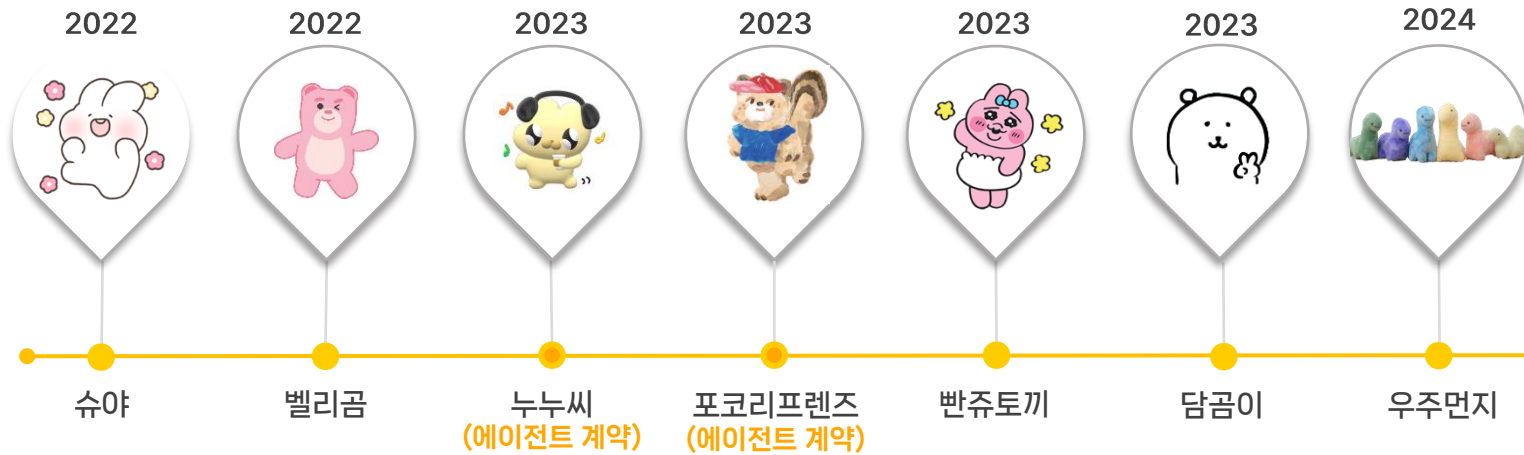 2022
2022
2023
2023
2023
2023
2024
슈야
벨리곰
누누씨
(에이전트 계약)
포코리프렌즈
(에이전트 계약)
빤쮸토끼
담곰이
우주먼지